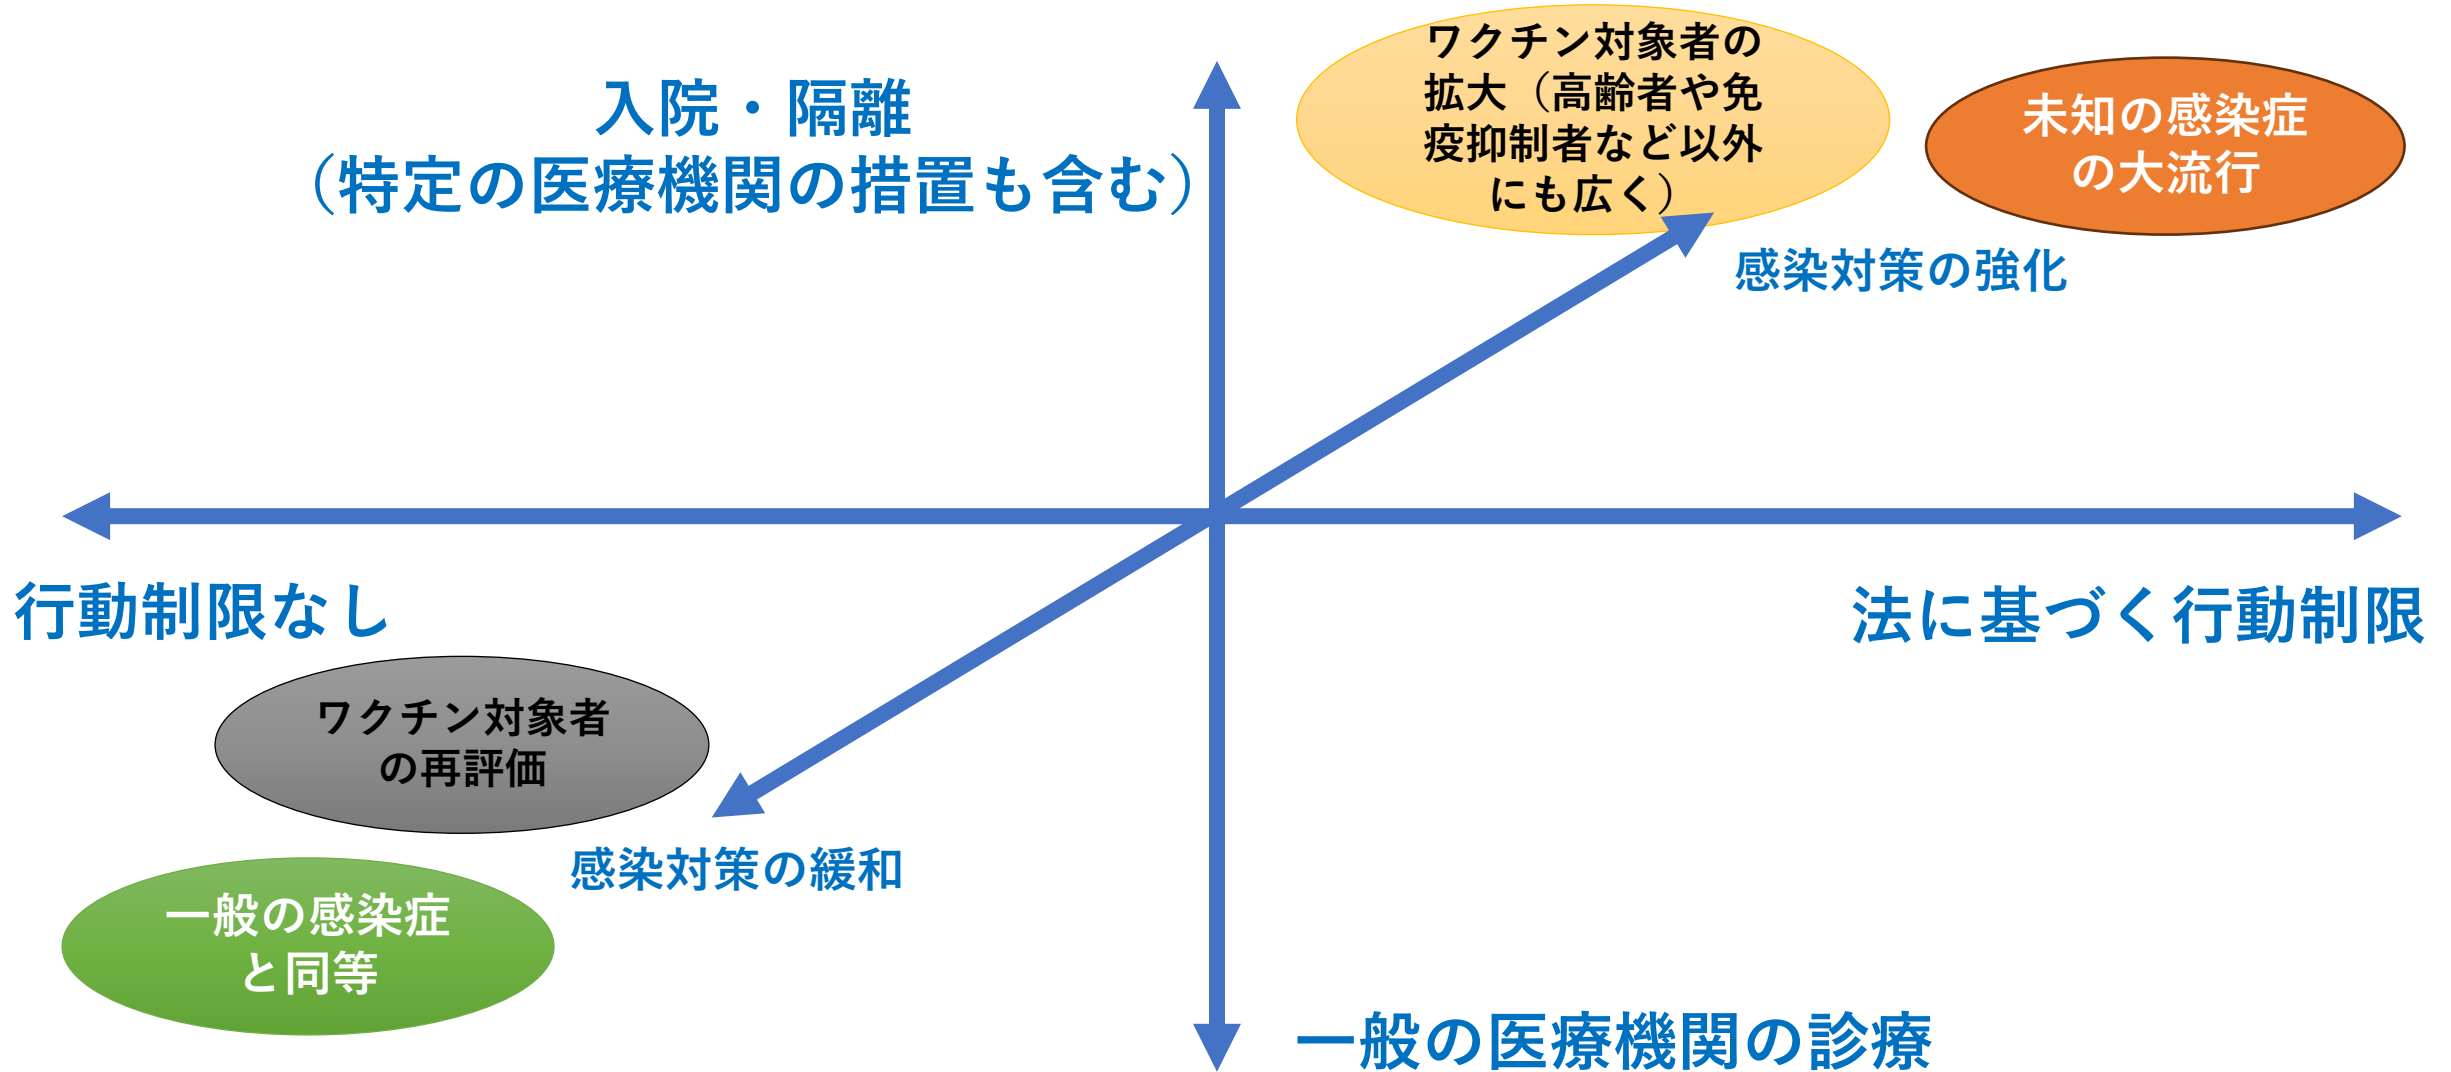 入院・隔離
（特定の医療機関の措置も含む）
ワクチン対象者の
拡大（高齢者や免
疫抑制者など以外
にも広く）
未知の感染症
の大流行
感染対策の強化
行動制限なし
法に基づく行動制限
ワクチン対象者
の再評価
感染対策の緩和
一般の感染症
と同等
一般の医療機関の診療